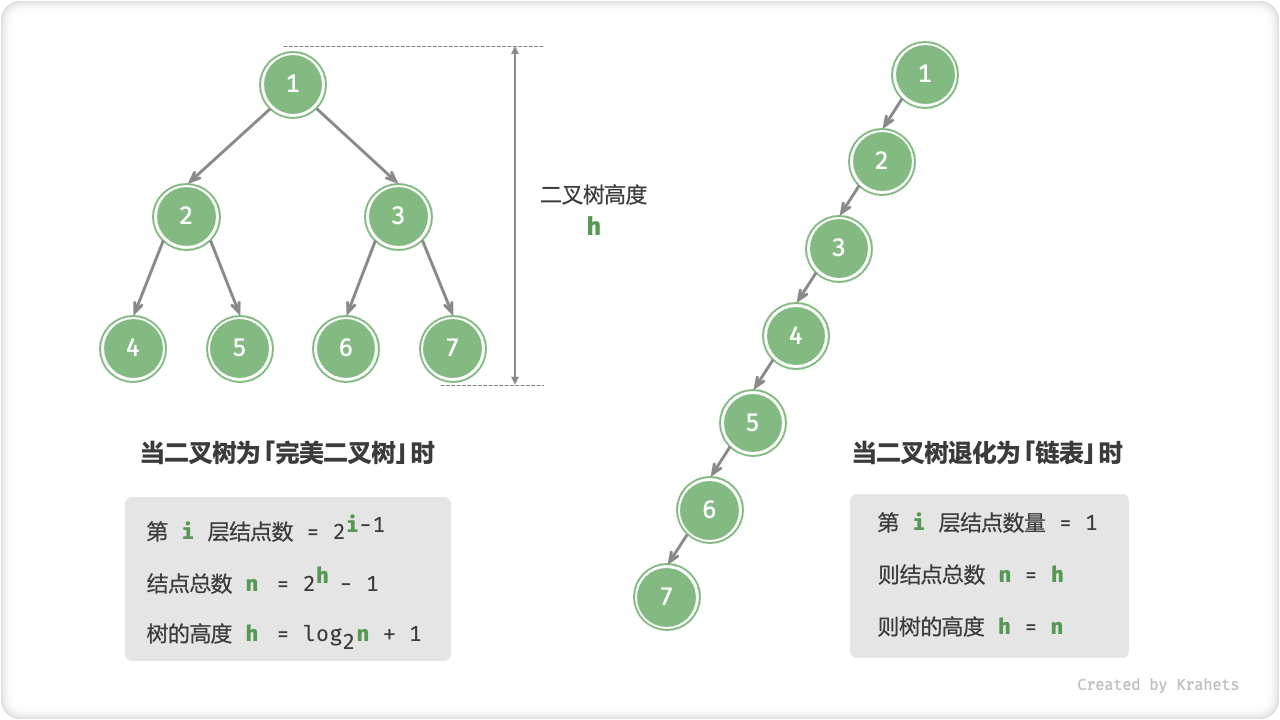 1
2
3
4
5
6
7
二叉树高度
h
当二叉树为「完美二叉树」时
第 i 层结点数 = 2^i-1
结点总数 n = 2^h - 1
树的高度 h = log₂n + 1
1
2
3
4
5
6
7
当二叉树退化为「链表」时
第 i 层结点数量 = 1
则结点总数 n = h
则树的高度 h = n
Created by Krahets